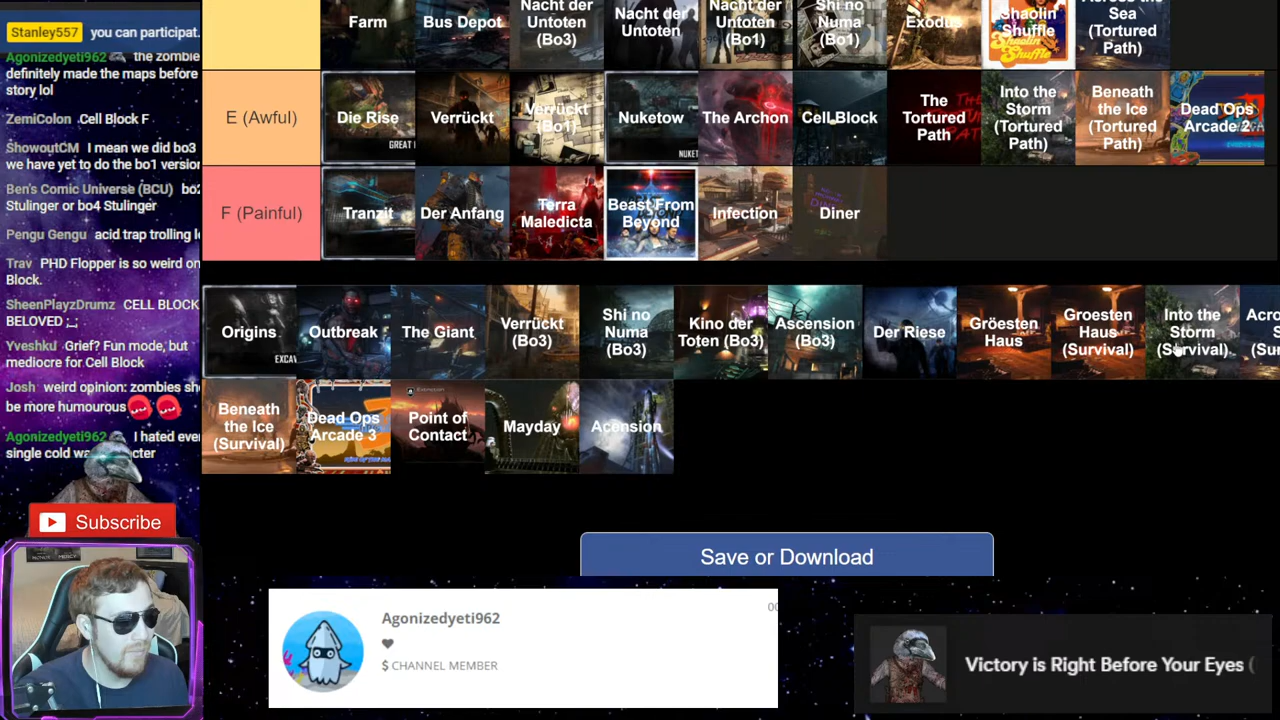 Stanley557 you can participat.
Agonizedyeti962 the zombie
definitely made the maps before
story lol
ZemiColon Cell Block F
ShowoutCM I mean we did bo3
we have yet to do the bo1 version
Ben's Comic Universe (BCU) bo2
Stulinger or bo4 Stulinger
Pengu Gengu acid trap trolling
Trav PHD Flopper is so weird on
Block.
SheenPlayzDrumz CELL BLOCK
BELOVED
Yveshku Grief? Fun mode, but
mediocre for Cell Block
Josh weird opinion: zombies
be more humourous
Agonizedyeti962 I hated
single cold
Subscribe
Farm
Bus Depot
Nacht der
Untoten
(Bo3)
Nacht der
Untoten
Nacht der
Untoten
(Bo1)
Shi no
Numa
(Bo1)
Exodus
Shaolin
Shuffle
Across the
Sea
(Tortured
Path)
E (Awful)
Die Rise
GREAT
Verrückt
Verrückt
(Bo1)
Nuketow
NUKET
The Archon
Cell Block
The
Tortured
Path
Into the
Storm
(Tortured
Path)
Beneath
the Ice
(Tortured
Path)
Dead Ops
Arcade 2
F (Painful)
Tranzit
Der Anfang
Terra
Maledicta
Beast From
Beyond
Infection
Diner
Origins
EXCAV
Outbreak
The Giant
Verrückt
(Bo3)
Shi no
Numa
(Bo3)
Kino der
Toten (Bo3)
Ascension
(Bo3)
Der Riese
Gröesten
Haus
Groesten
Haus
(Survival)
Into the
Storm
(Survival)
Acro
S
(Sur
Beneath
the Ice
(Survival)
Dead Ops
Arcade 3
Point of
Contact
Mayday
Acension
Save or Download
Agonizedyeti962
$ CHANNEL MEMBER
00
Victory is Right Before Your Eyes (